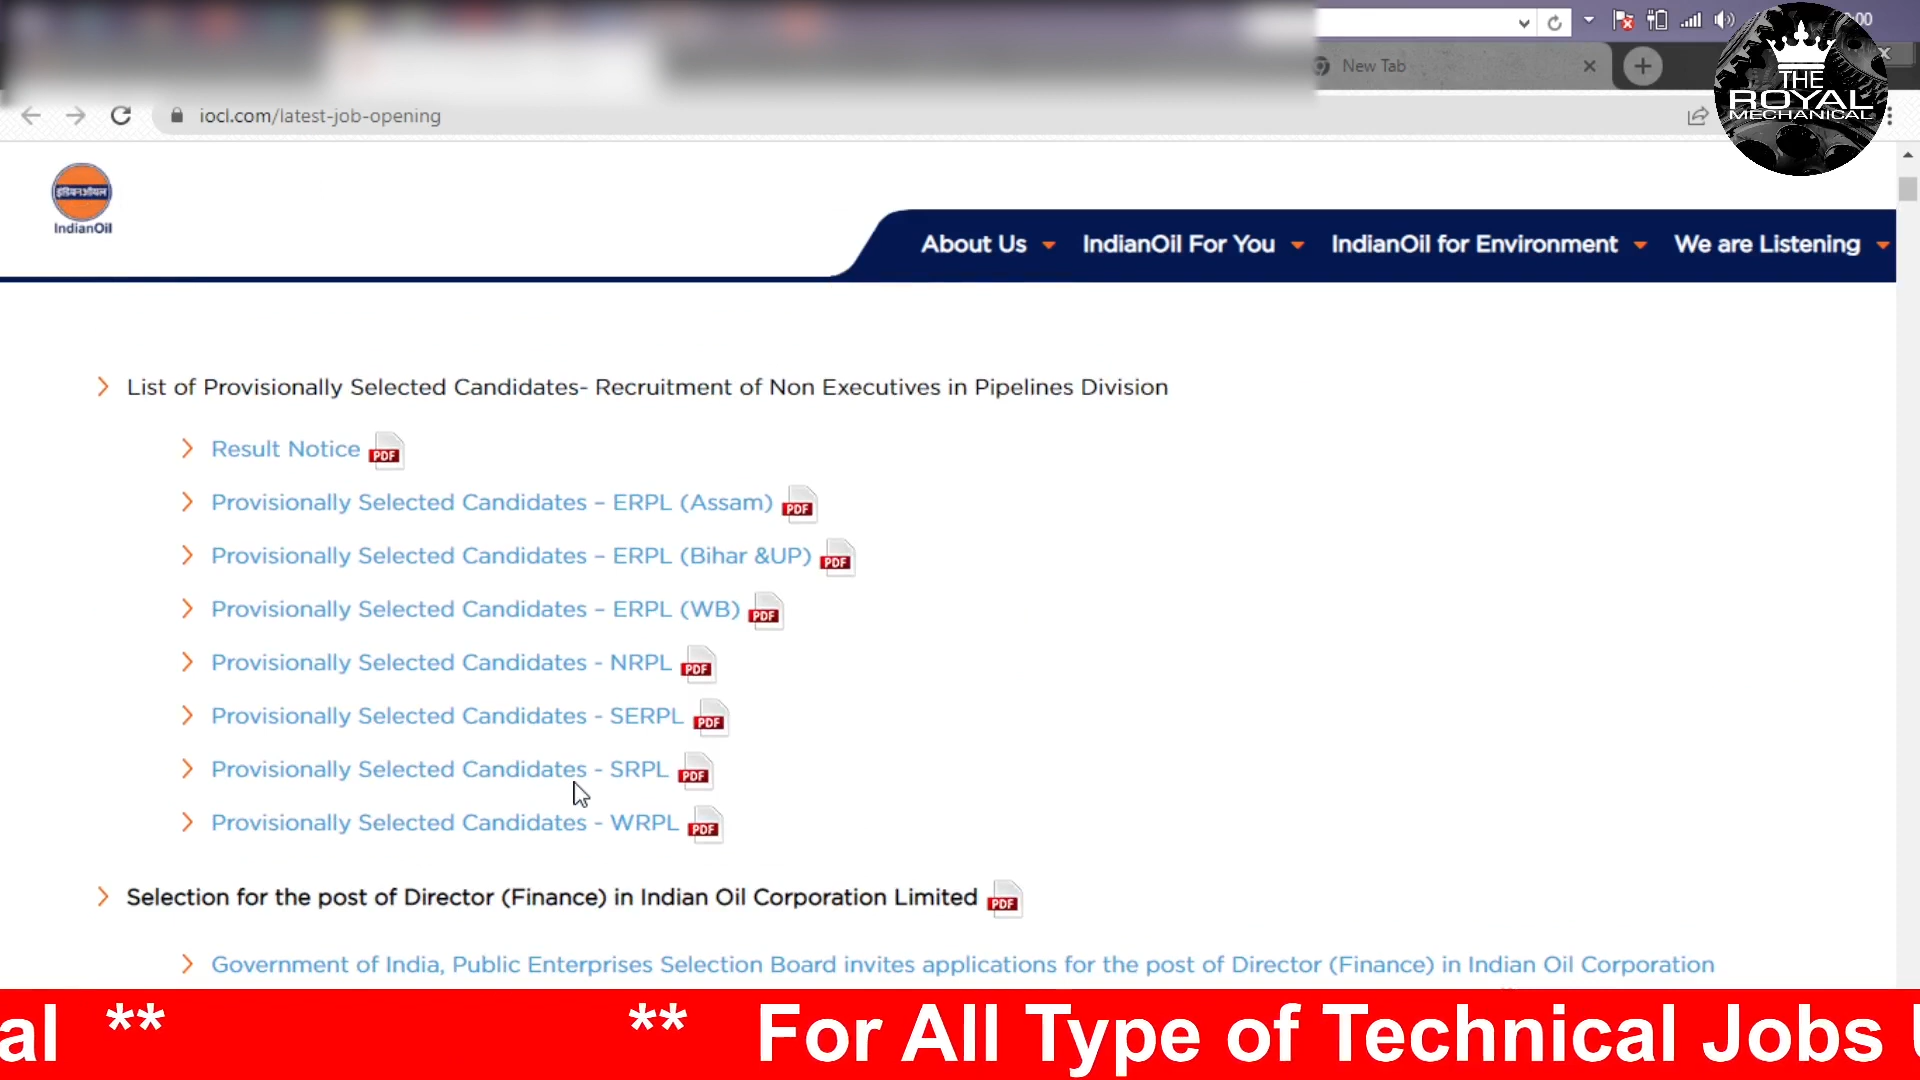 :00
New Tab
THE
ROYAL
MECHANICAL
iocl.com/latest-job-opening
इंडियनऑयल
IndianOil
About Us
IndianOil For You
IndianOil for Environment
We are Listening
List of Provisionally Selected Candidates- Recruitment of Non Executives in Pipelines Division
Result Notice PDF
Provisionally Selected Candidates – ERPL (Assam) PDF
Provisionally Selected Candidates – ERPL (Bihar &UP) PDF
Provisionally Selected Candidates – ERPL (WB) PDF
Provisionally Selected Candidates - NRPL PDF
Provisionally Selected Candidates - SERPL PDF
Provisionally Selected Candidates - SRPL PDF
Provisionally Selected Candidates - WRPL PDF
Selection for the post of Director (Finance) in Indian Oil Corporation Limited PDF
Government of India, Public Enterprises Selection Board invites applications for the post of Director (Finance) in Indian Oil Corporation
al ** ** For All Type of Technical Jobs U